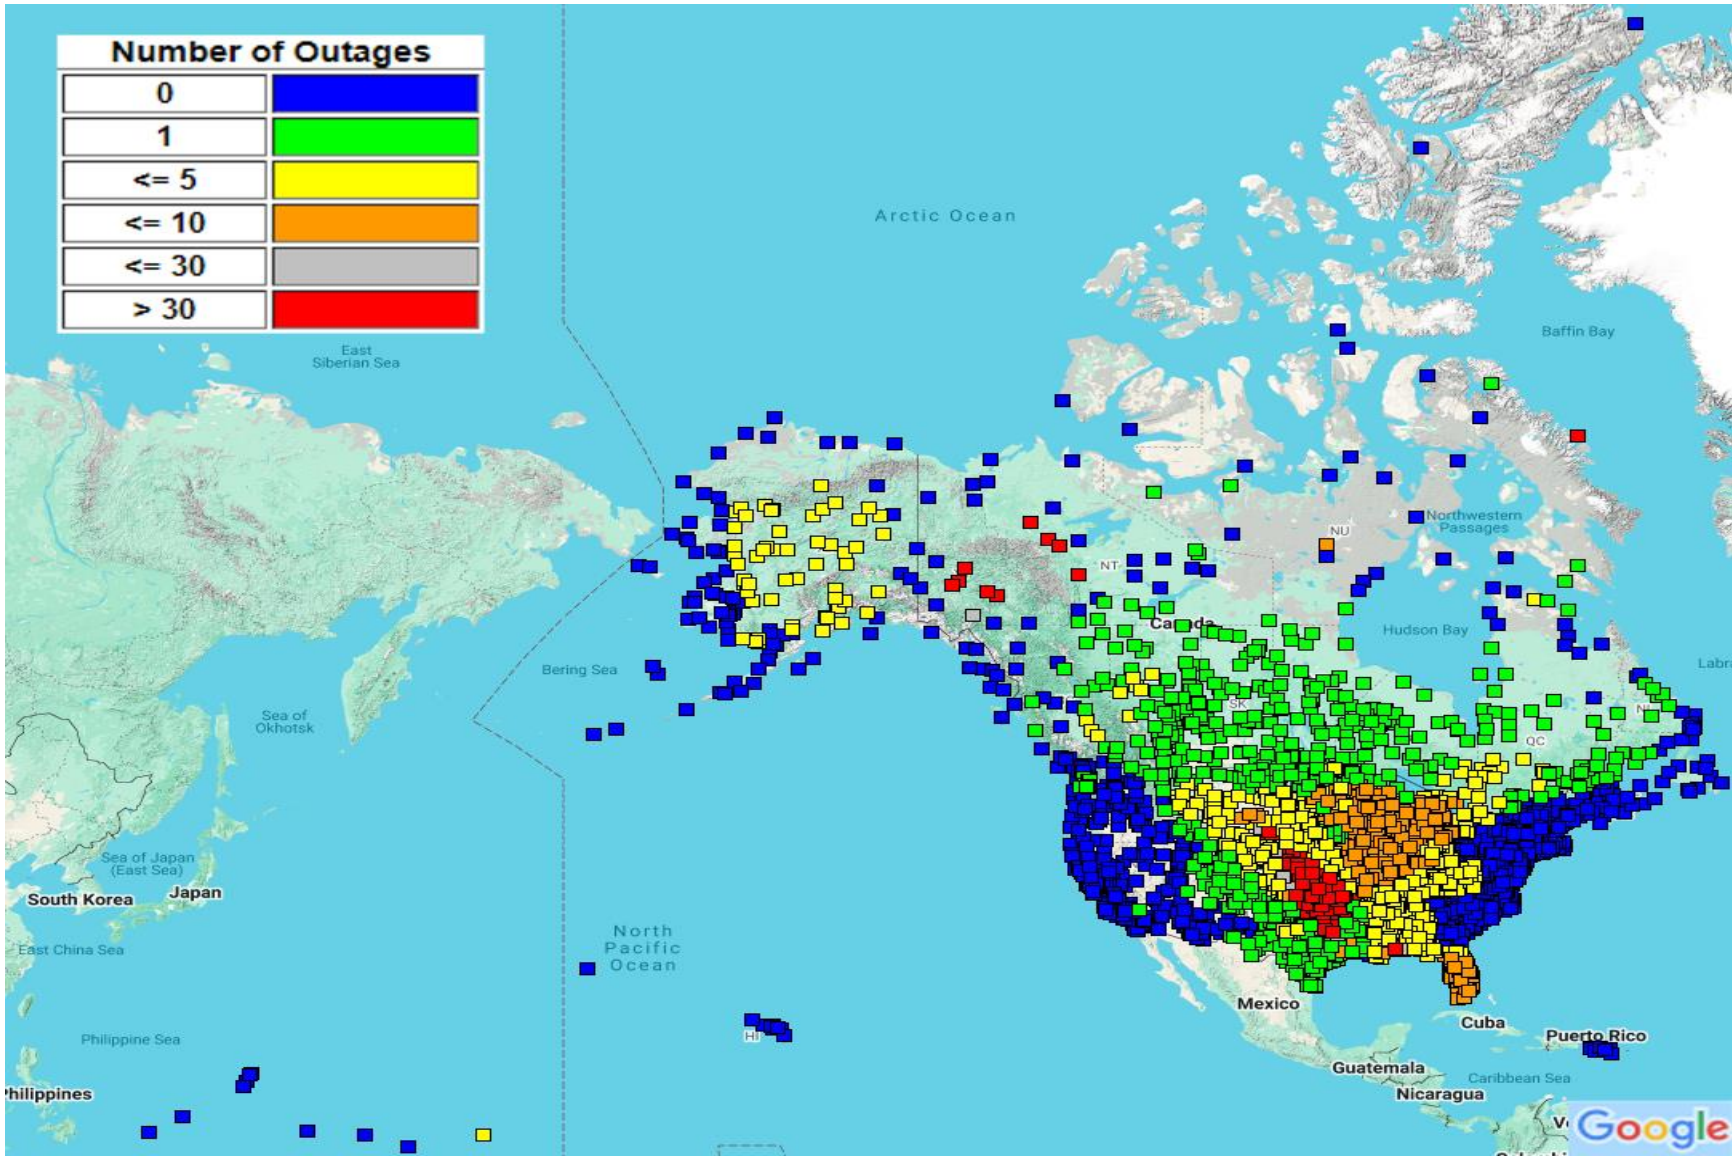 Number of Outages
0
1
<= 5
<= 10
<= 30
> 30
Arctic Ocean
Baffin Bay
East
Siberian Sea
Northwestern
Passages
NU
NT
Canada
Hudson Bay
Bering Sea
Sea of
Okhotsk
SK
QC
Sea of Japan
(East Sea)
South Korea
Japan
East China Sea
North
Pacific
Ocean
Mexico
Cuba
HI
Puerto Rico
Philippine Sea
Guatemala
Caribbean Sea
Nicaragua
Philippines
Google